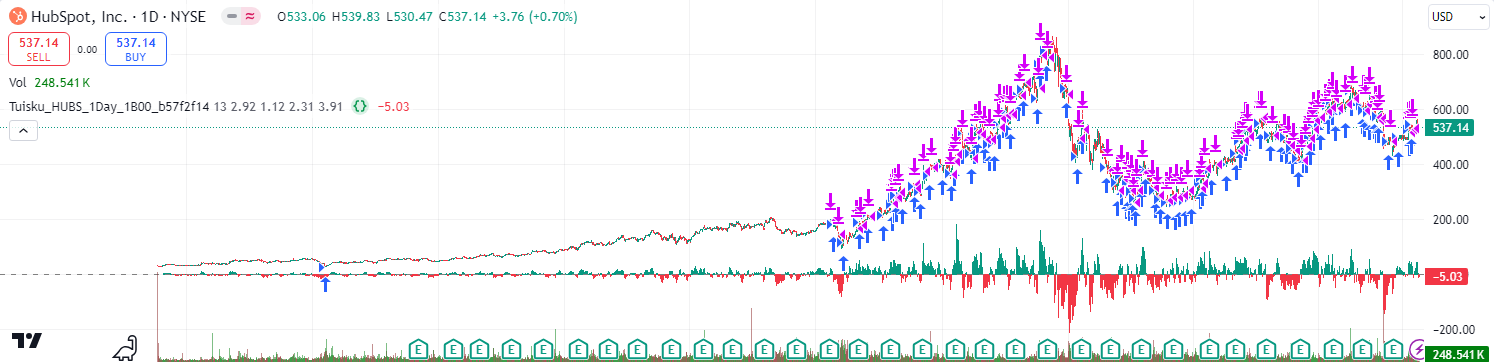 HubSpot, Inc. · 1D · NYSE O533.06 H539.83 L530.47 C537.14 +3.76 (+0.70%)
USD
537.14 SELL 0.00 537.14 BUY
Vol 248.541 K
Tuisku_HUBS_1Day_1B00_b57f2f14 13 2.92 1.12 2.31 3.91 {} −5.03
800.00
600.00
537.14
400.00
200.00
−5.03
−200.00
E E E E E E E E E E E E E E E E E E E E E E E E E E E E E E E E
248.541 K